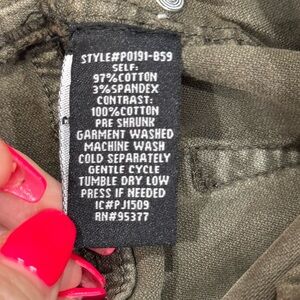 STYLE#P0191-B59
SELF:
97%COTTON
3%SPANDEX
CONTRAST:
100%COTTON
PRE SHRUNK
GARMENT WASHED
MACHINE WASH
COLD SEPARATELY
GENTLE CYCLE
TUMBLE DRY LOW
PRESS IF NEEDED
IC#PJ1509
RN#95377